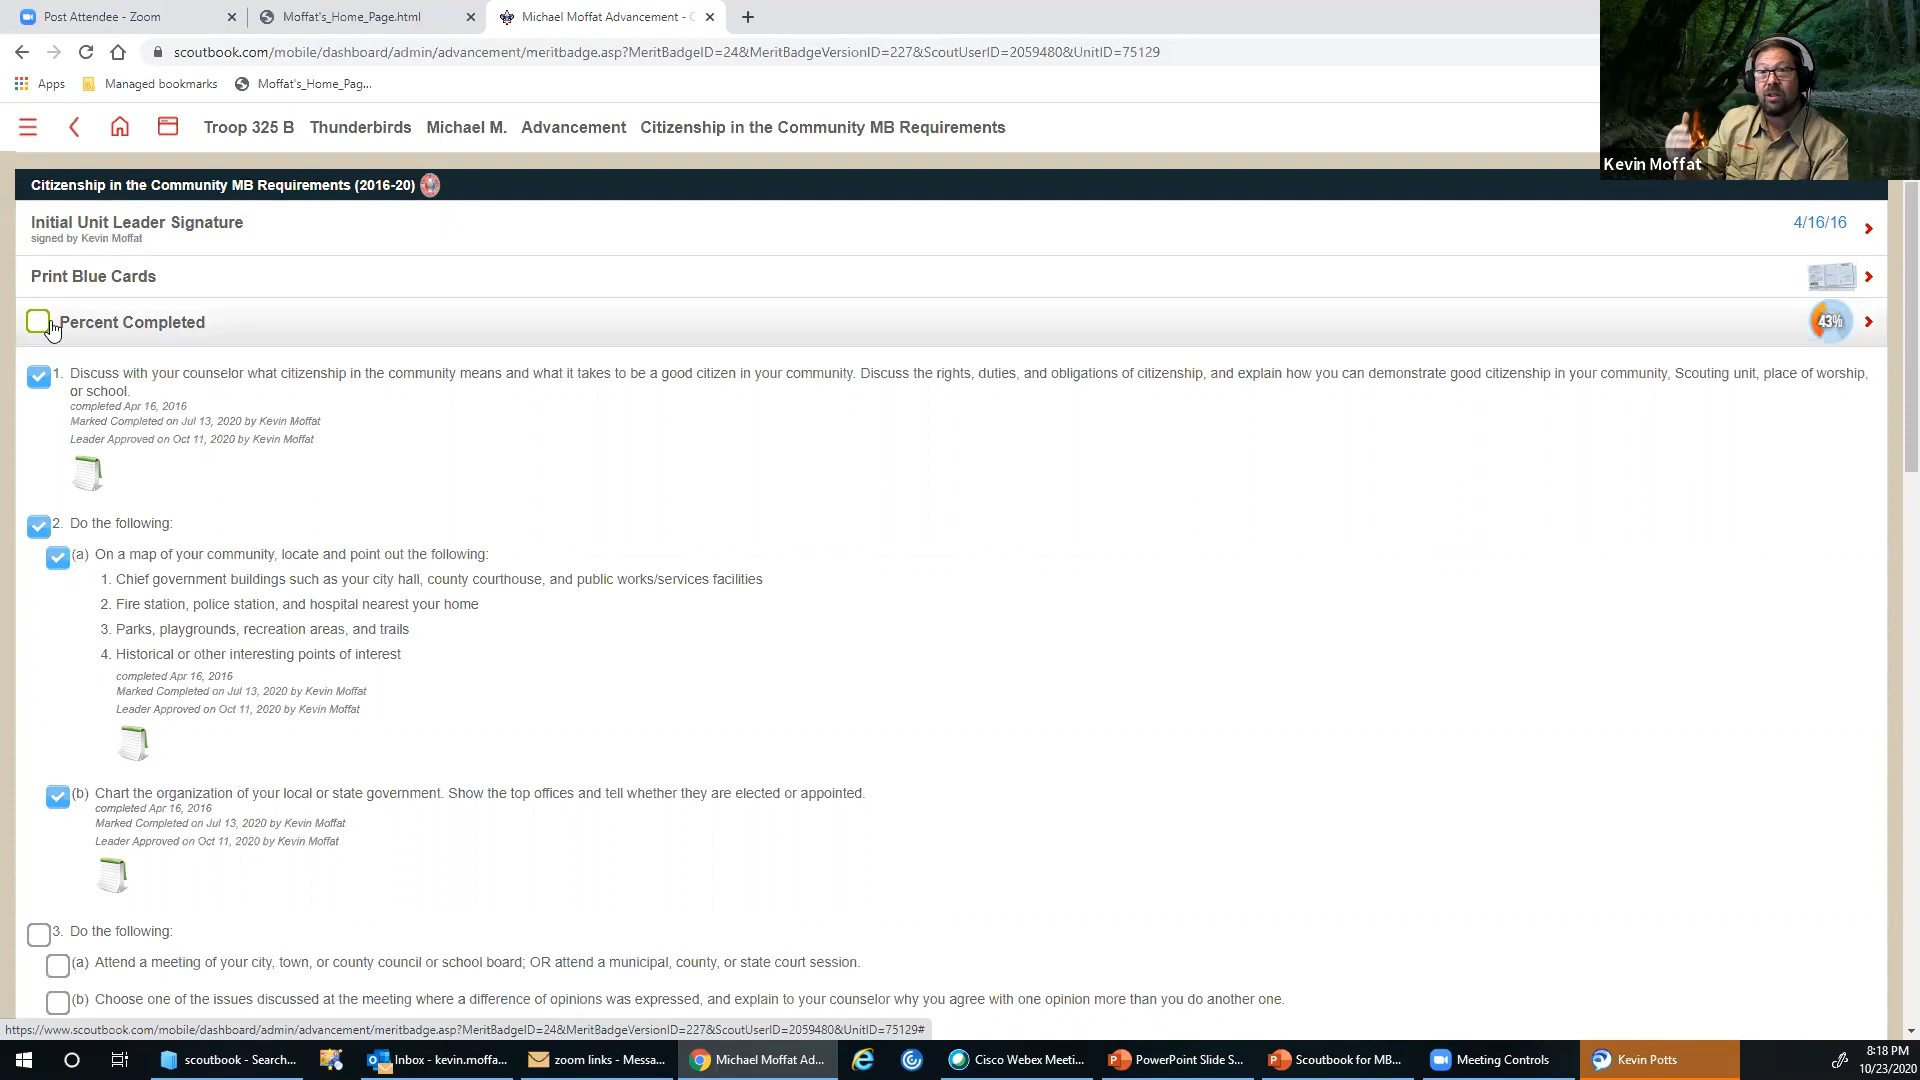 Post Attendee - Zoom
Moffat's_Home_Page.html
Michael Moffat Advancement -
scoutbook.com/mobile/dashboard/admin/advancement/meritbadge.asp?MeritBadgeID=24&MeritBadgeVersionID=227&ScoutUserID=2059480&UnitID=75129
Apps
Managed bookmarks
Moffat's_Home_Pag...
Troop 325 B Thunderbirds Michael M. Advancement Citizenship in the Community MB Requirements
Kevin Moffat
Citizenship in the Community MB Requirements (2016-20)
Initial Unit Leader Signature
signed by Kevin Moffat
4/16/16
Print Blue Cards
Percent Completed
43%
1. Discuss with your counselor what citizenship in the community means and what it takes to be a good citizen in your community. Discuss the rights, duties, and obligations of citizenship, and explain how you can demonstrate good citizenship in your community, Scouting unit, place of worship,
or school.
completed Apr 16, 2016
Marked Completed on Jul 13, 2020 by Kevin Moffat
Leader Approved on Oct 11, 2020 by Kevin Moffat
2. Do the following:
(a) On a map of your community, locate and point out the following:
1. Chief government buildings such as your city hall, county courthouse, and public works/services facilities
2. Fire station, police station, and hospital nearest your home
3. Parks, playgrounds, recreation areas, and trails
4. Historical or other interesting points of interest
completed Apr 16, 2016
Marked Completed on Jul 13, 2020 by Kevin Moffat
Leader Approved on Oct 11, 2020 by Kevin Moffat
(b) Chart the organization of your local or state government. Show the top offices and tell whether they are elected or appointed.
completed Apr 16, 2016
Marked Completed on Jul 13, 2020 by Kevin Moffat
Leader Approved on Oct 11, 2020 by Kevin Moffat
3. Do the following:
(a) Attend a meeting of your city, town, or county council or school board; OR attend a municipal, county, or state court session.
(b) Choose one of the issues discussed at the meeting where a difference of opinions was expressed, and explain to your counselor why you agree with one opinion more than you do another one.
https://www.scoutbook.com/mobile/dashboard/admin/advancement/meritbadge.asp?MeritBadgeID=24&MeritBadgeVersionID=227&ScoutUserID=2059480&UnitID=75129#
scoutbook - Search...
Inbox - kevin.moffa...
zoom links - Messa...
Michael Moffat Ad...
Cisco Webex Meeti...
PowerPoint Slide S...
Scoutbook for MB...
Meeting Controls
Kevin Potts
8:18 PM
10/23/2020